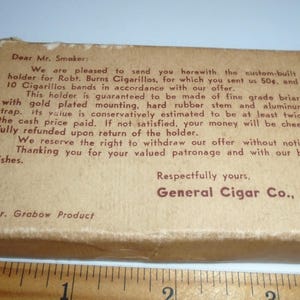 Dear Mr. Smoker:
We are pleased to send you herewith the custom-built
holder for Robt. Burns Cigarillos, for which you sent us 50¢, and
10 Cigarillos bands in accordance with our offer.
This holder is guaranteed to be made of fine grade briar
with gold plated mounting, hard rubber stem and aluminum
trap. Its value is conservatively estimated to be at least twice
the cash price paid. If not satisfied, your money will be cheer
fully refunded upon return of the holder.
We reserve the right to withdraw our offer without noti
Thanking you for your valued patronage and with our b
ishes.
Respectfully yours,
General Cigar Co.,
r. Grabow Product
1 2